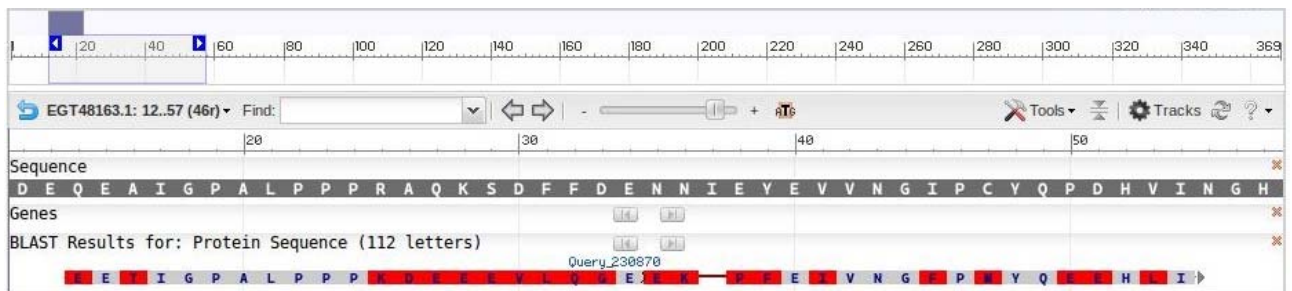 1 20 40 60 80 100 120 140 160 180 200 220 240 260 280 300 320 340 369
EGT48163.1: 12..57 (46r) Find: - + ATG Tools Tracks ?
20 30 40 50
Sequence
D E Q E A I G P A L P P P R A Q K S D F F D E N N I E Y E V V N G I P C Y Q P D H V I N G H
Genes
BLAST Results for: Protein Sequence (112 letters)
Query_230870
E E T I G P A L P P P K D E E E V L Q G E E K P F E I V N G F P W Y Q E E H L I